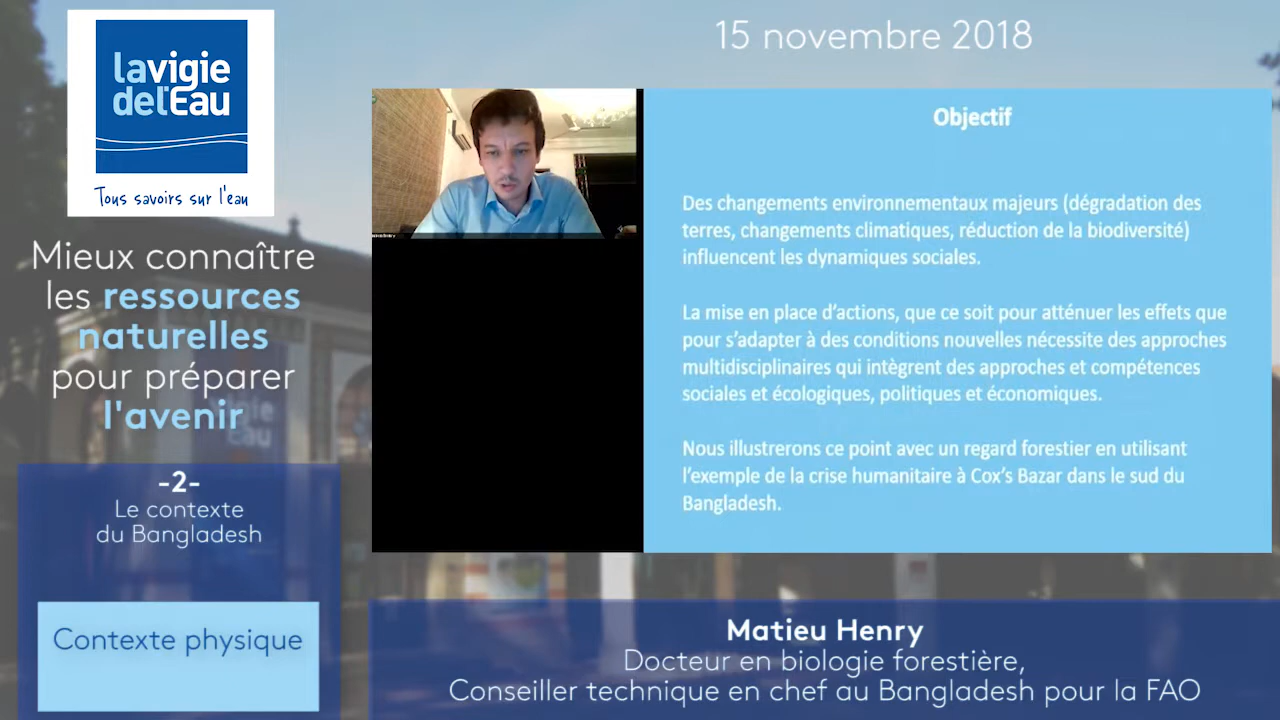 lavigie
del'Eau
Tous savoirs sur l'eau
15 novembre 2018
Mieux connaître
les ressources
naturelles
pour préparer
l'avenir
-2-
Le contexte
du Bangladesh
Contexte physique
Objectif
Des changements environnementaux majeurs (dégradation des
terres, changements climatiques, réduction de la biodiversité)
influencent les dynamiques sociales.
La mise en place d'actions, que ce soit pour atténuer les effets que
pour s'adapter à des conditions nouvelles nécessite des approches
multidisciplinaires qui intègrent des approches et compétences
sociales et écologiques, politiques et économiques.
Nous illustrerons ce point avec un regard forestier en utilisant
l'exemple de la crise humanitaire à Cox's Bazar dans le sud du
Bangladesh.
Matieu Henry
Docteur en biologie forestière,
Conseiller technique en chef au Bangladesh pour la FAO